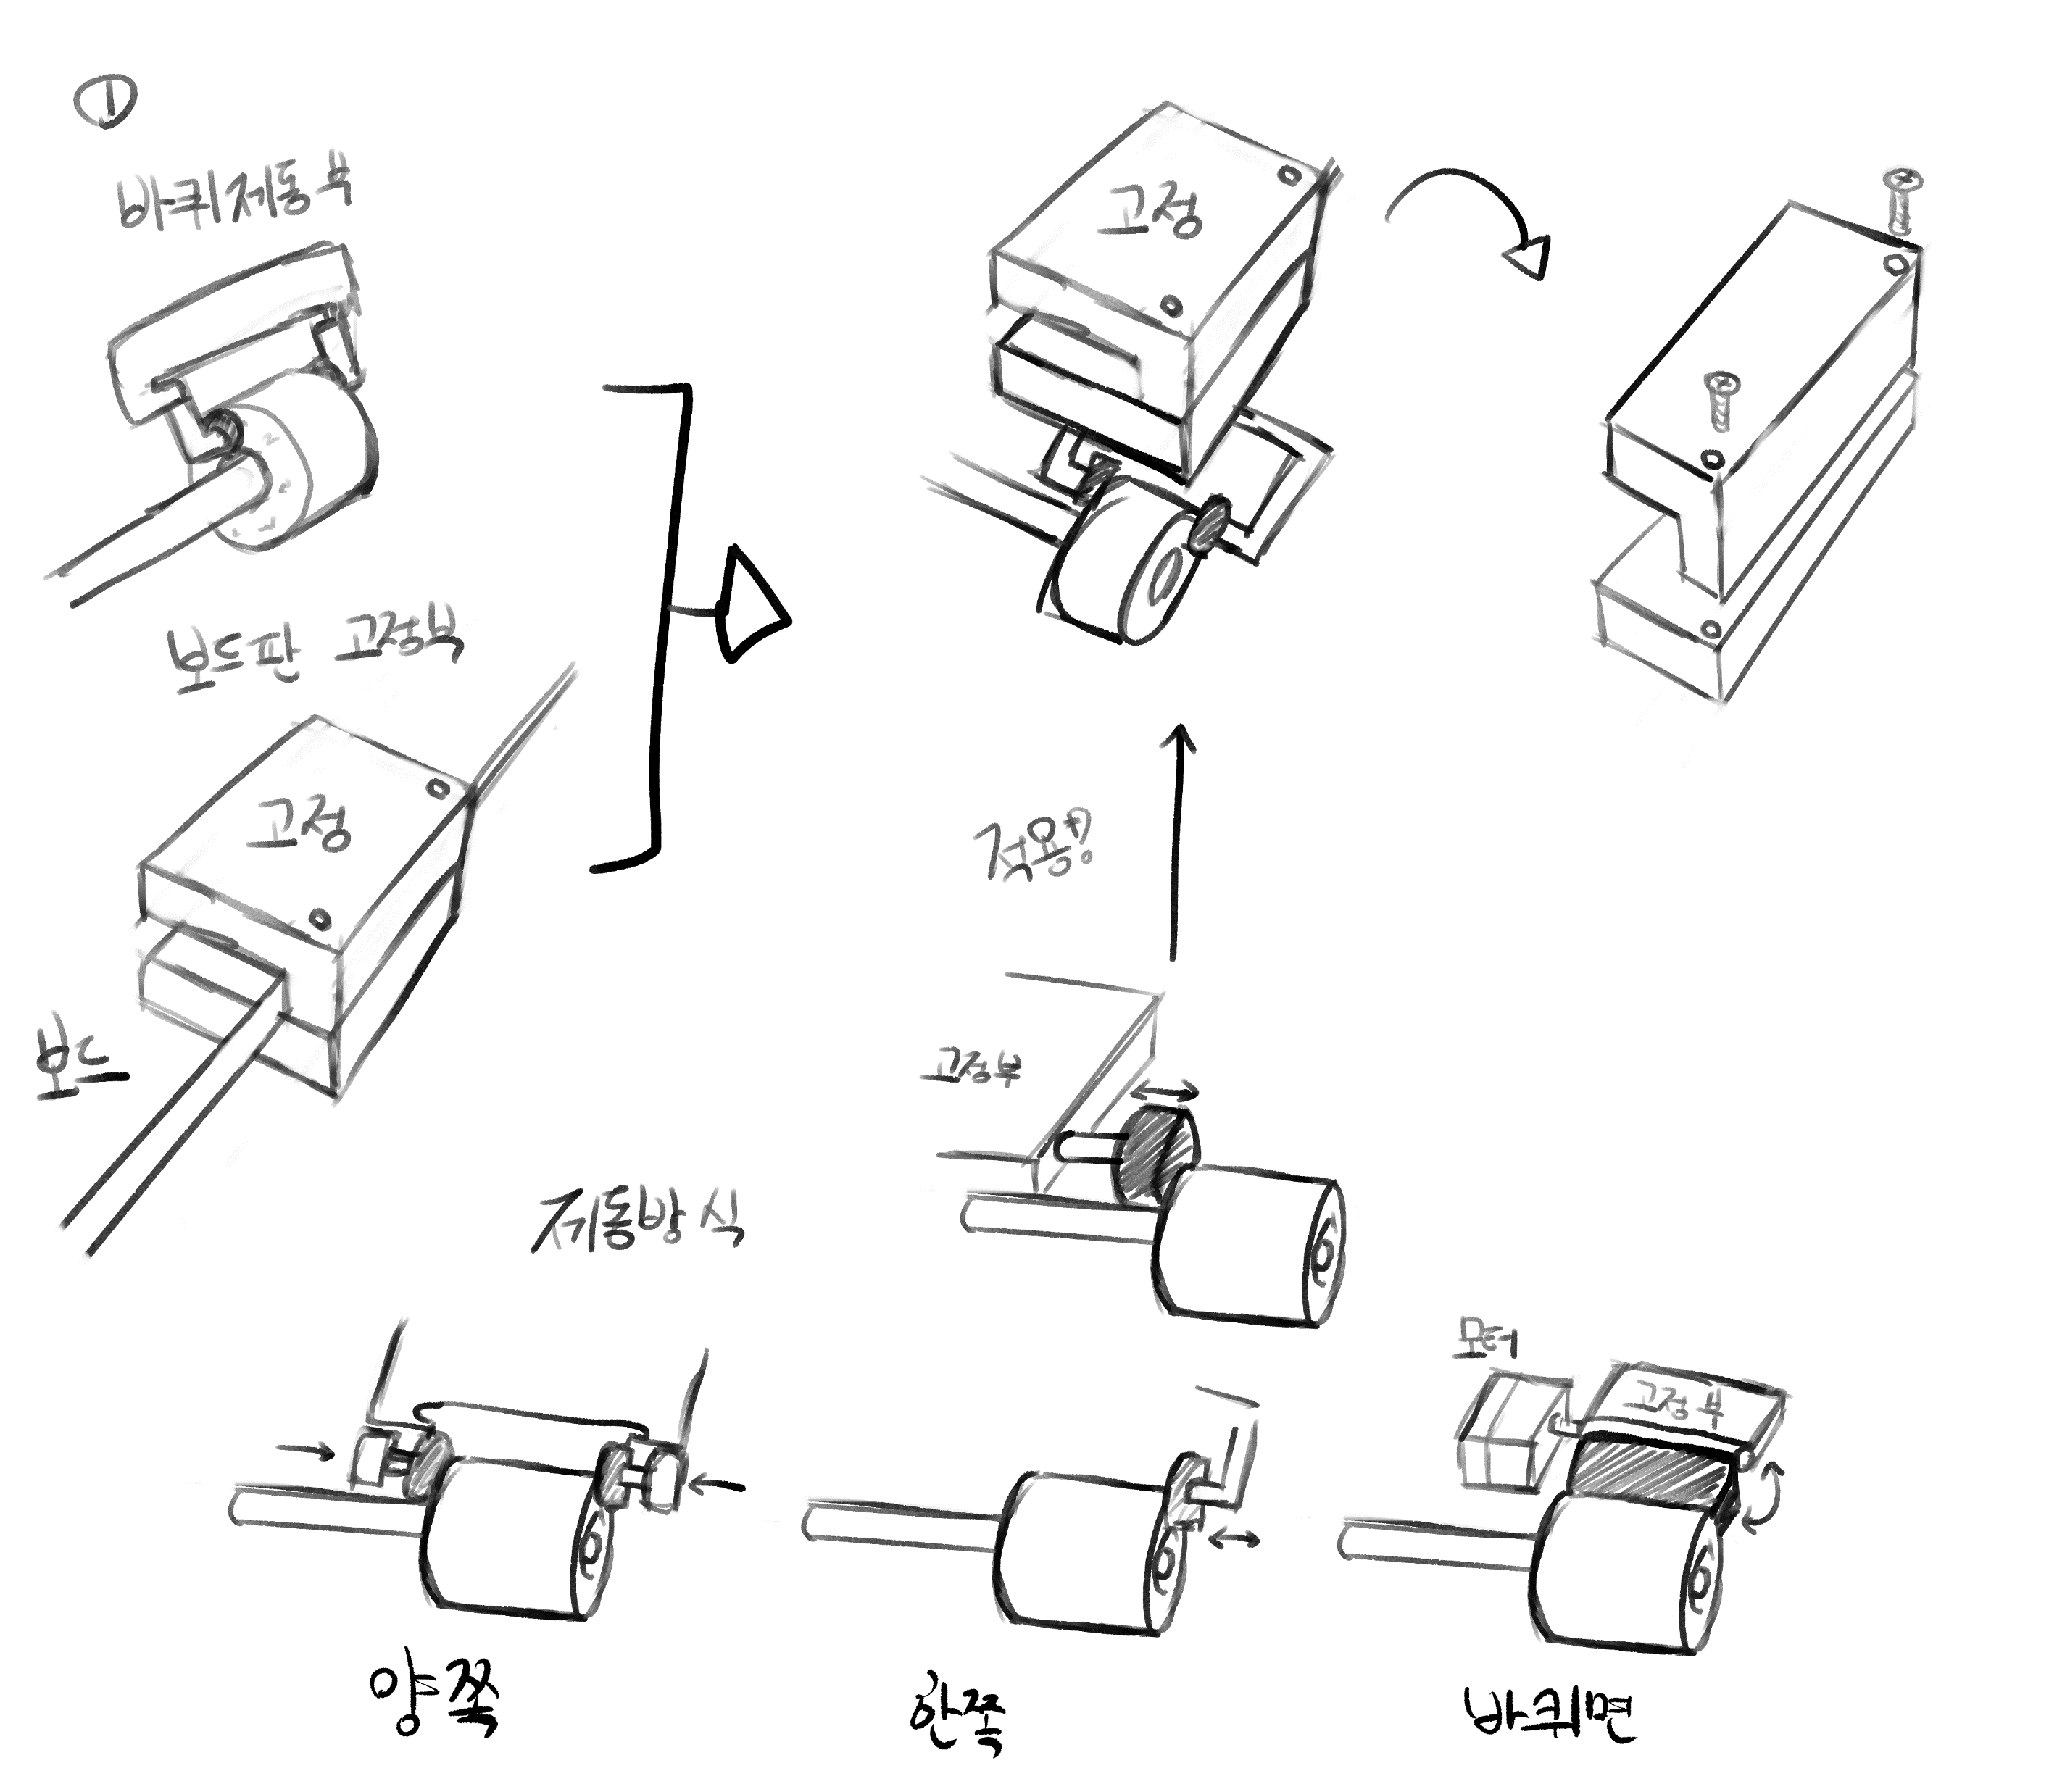 ①
바퀴제동부
고정
보드판 고정부
고정
적용!
보드
고정부
제동방식
모터
고정부
양쪽
한쪽
바퀴면